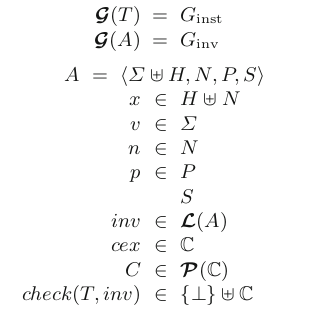 𝓖(T) = G_inst
𝓖(A) = G_inv
A = ⟨Σ ⊎ H, N, P, S⟩
x ∈ H ⊎ N
v ∈ Σ
n ∈ N
p ∈ P
S
inv ∈ 𝓛(A)
cex ∈ ℂ
C ∈ 𝓟(ℂ)
check(T, inv) ∈ {⊥} ⊎ ℂ